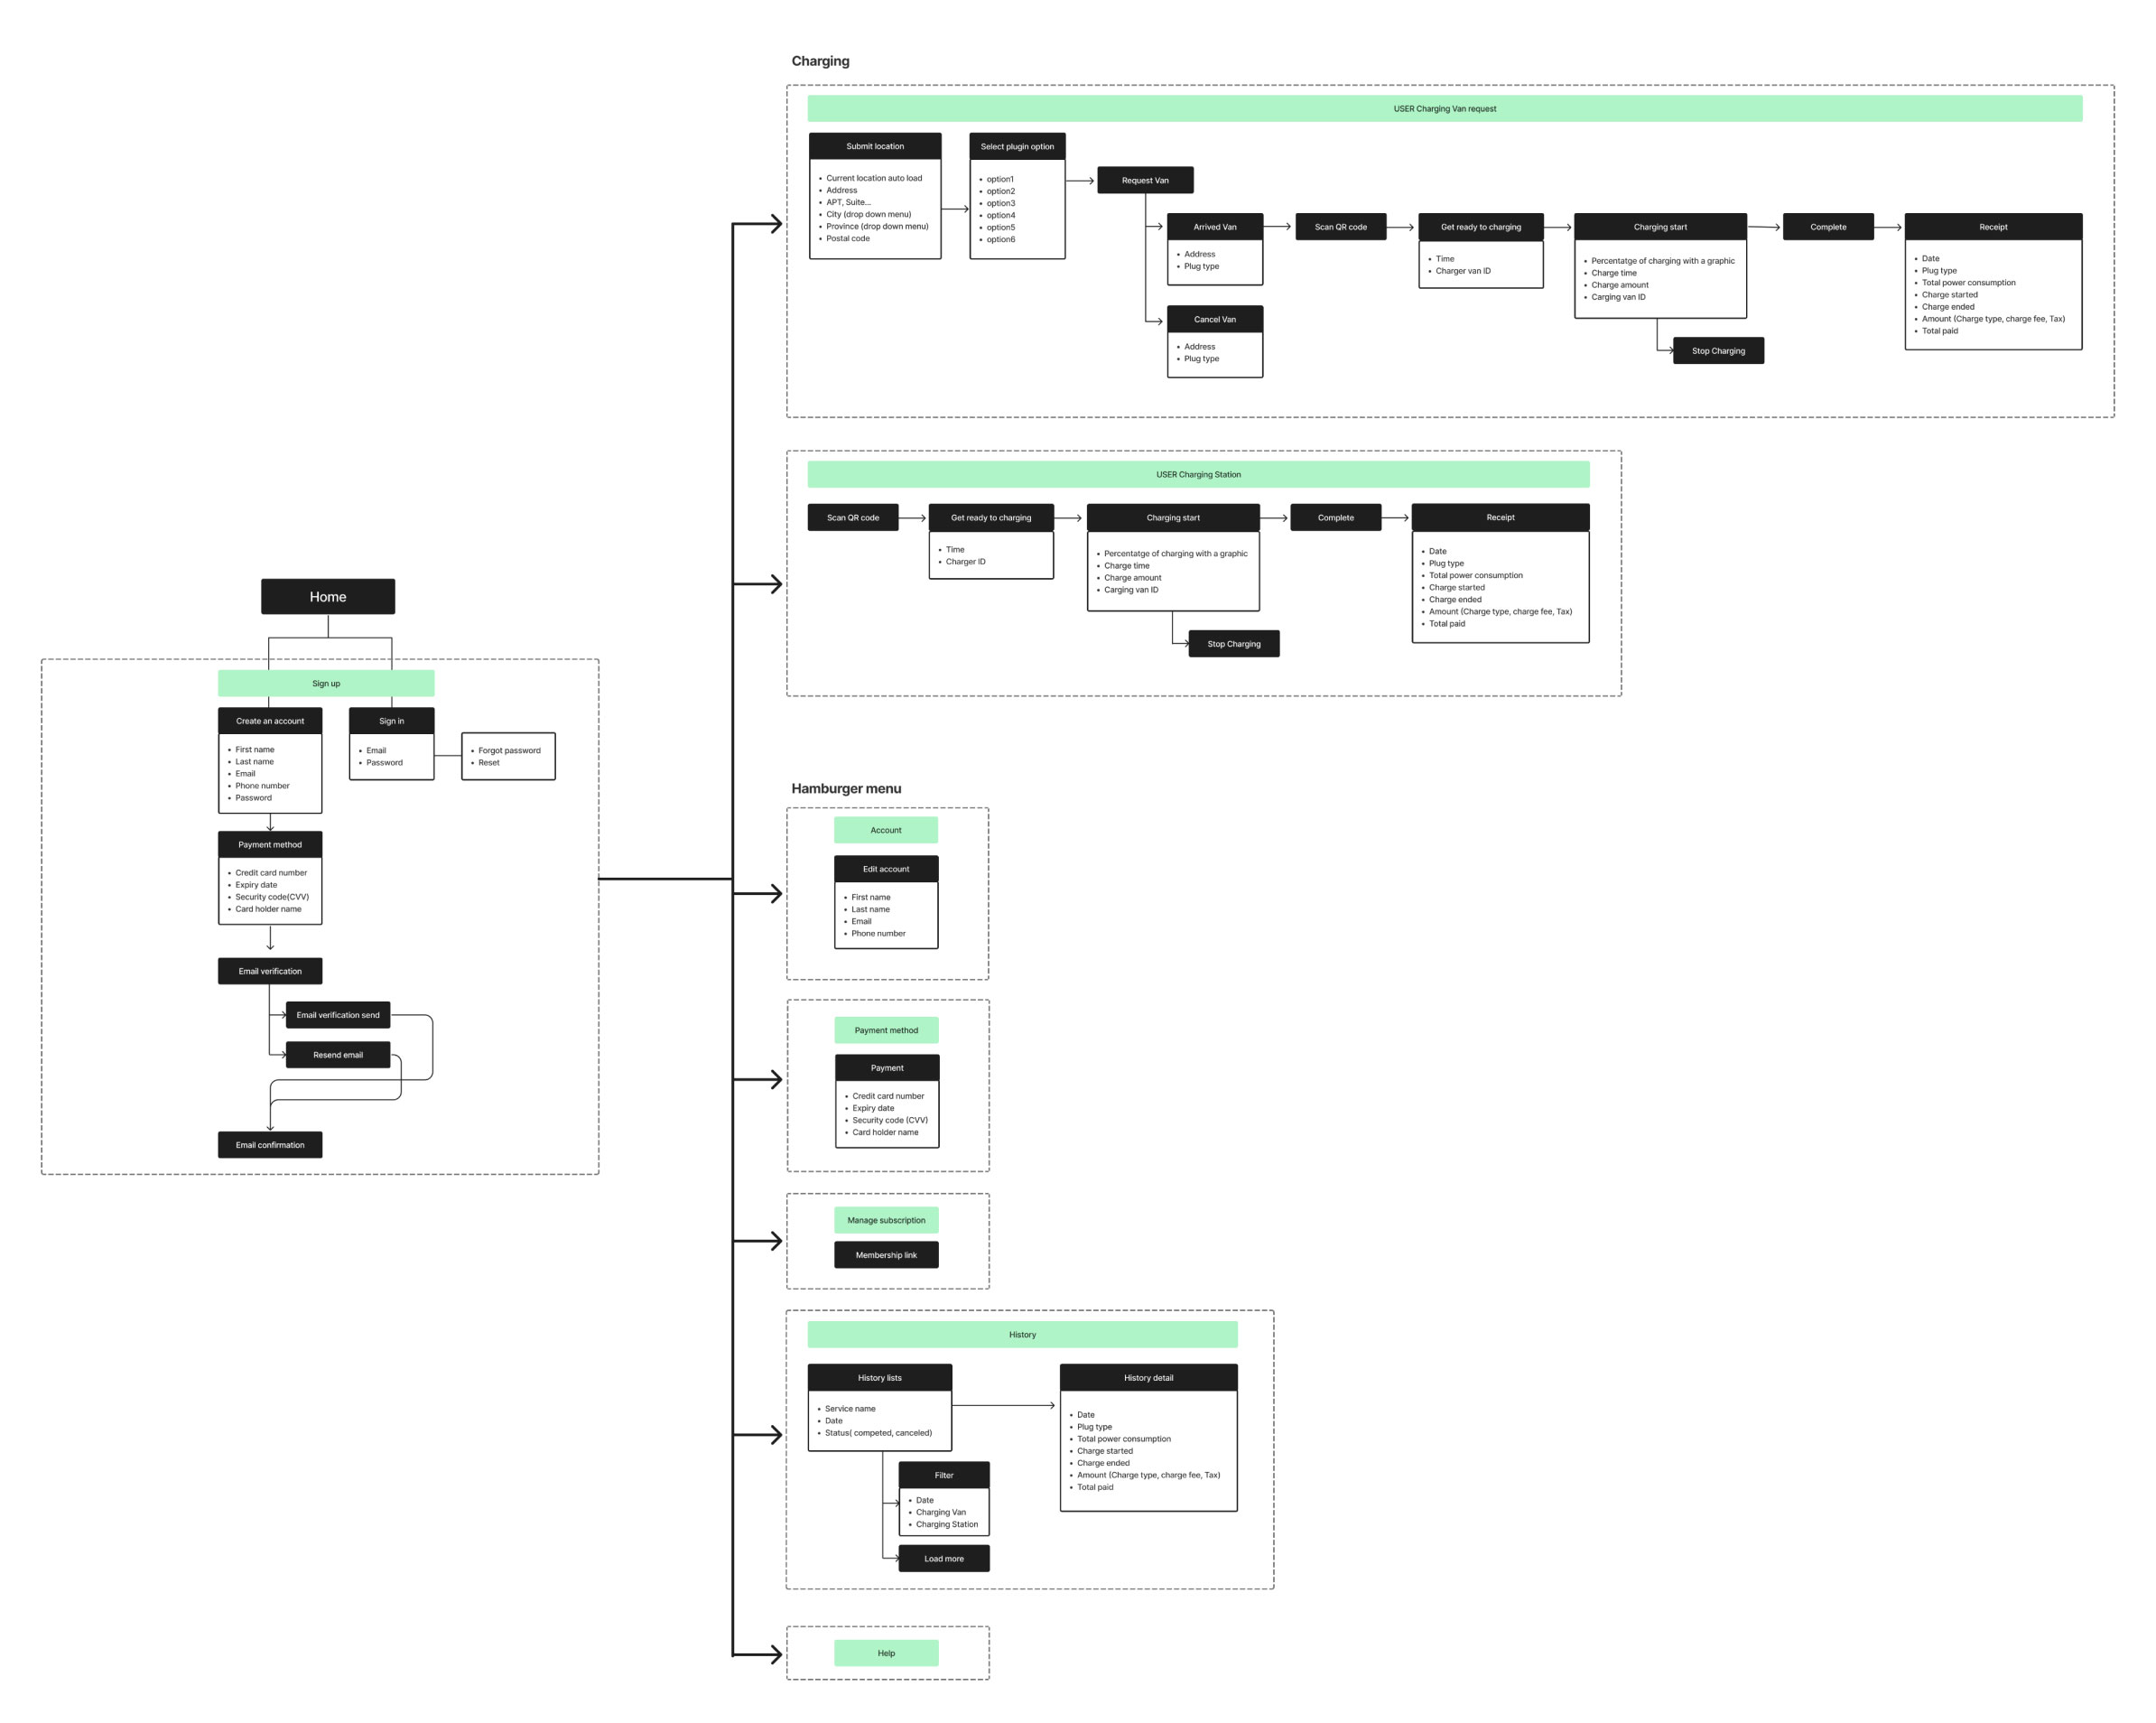 Charging
USER Charging Van request
Submit location
Current location auto load
Address
APT, Suite...
City (drop down menu)
Province (drop down menu)
Postal code
Select plugin option
option1
option2
option3
option4
option5
option6
Request Van
Arrived Van
Address
Plug type
Cancel Van
Address
Plug type
Scan QR code
Get ready to charging
Time
Charger van ID
Charging start
Percentatge of charging with a graphic
Charge time
Charge amount
Carging van ID
Stop Charging
Complete
Receipt
Date
Plug type
Total power consumption
Charge started
Charge ended
Amount (Charge type, charge fee, Tax)
Total paid
USER Charging Station
Scan QR code
Get ready to charging
Time
Charger ID
Charging start
Percentatge of charging with a graphic
Charge time
Charge amount
Carging van ID
Stop Charging
Complete
Receipt
Date
Plug type
Total power consumption
Charge started
Charge ended
Amount (Charge type, charge fee, Tax)
Total paid
Home
Sign up
Create an account
First name
Last name
Email
Phone number
Password
Sign in
Email
Password
Forgot password
Reset
Payment method
Credit card number
Expiry date
Security code(CVV)
Card holder name
Email verification
Email verification send
Resend email
Email confirmation
Hamburger menu
Account
Edit account
First name
Last name
Email
Phone number
Payment method
Payment
Credit card number
Expiry date
Security code (CVV)
Card holder name
Manage subscription
Membership link
History
History lists
Service name
Date
Status( competed, canceled)
Filter
Date
Charging Van
Charging Station
Load more
History detail
Date
Plug type
Total power consumption
Charge started
Charge ended
Amount (Charge type, charge fee, Tax)
Total paid
Help